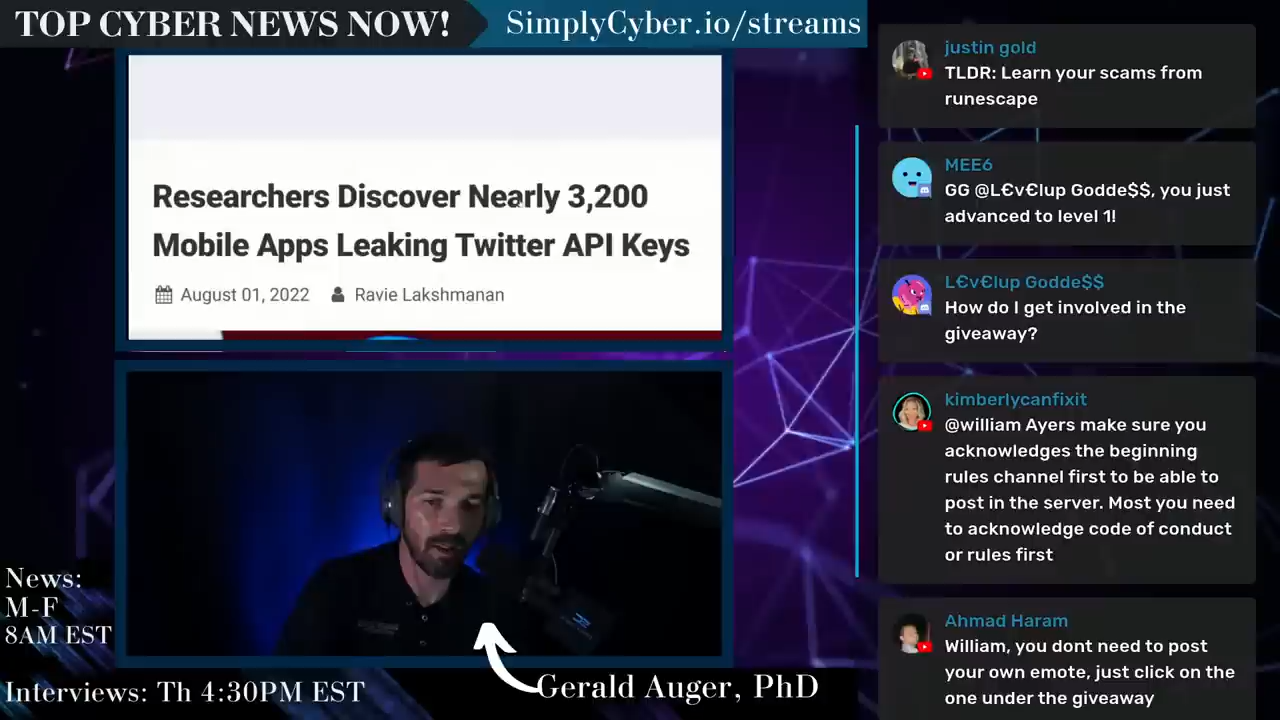 TOP CYBER NEWS NOW!
SimplyCyber.io/streams
Researchers Discover Nearly 3,200
Mobile Apps Leaking Twitter API Keys
August 01, 2022 Ravie Lakshmanan
News:
M-F
8AM EST
Interviews: Th 4:30PM EST
Gerald Auger, PhD
justin gold
TLDR: Learn your scams from
runescape
MEE6
GG @L€v€lup Godde$$, you just
advanced to level 1!
L€v€lup Godde$$
How do I get involved in the
giveaway?
kimberlycanfixit
@william Ayers make sure you
acknowledges the beginning
rules channel first to be able to
post in the server. Most you need
to acknowledge code of conduct
or rules first
Ahmad Haram
William, you dont need to post
your own emote, just click on the
one under the giveaway